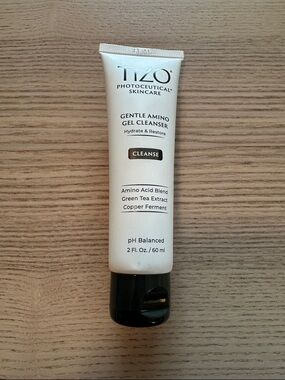 TIZO®
PHOTOCEUTICAL®
SKINCARE
GENTLE AMINO
GEL CLEANSER
Hydrate & Restore
CLEANSE
Amino Acid Blend
Green Tea Extract
Copper Ferment
pH Balanced
2 Fl. Oz. / 60 ml